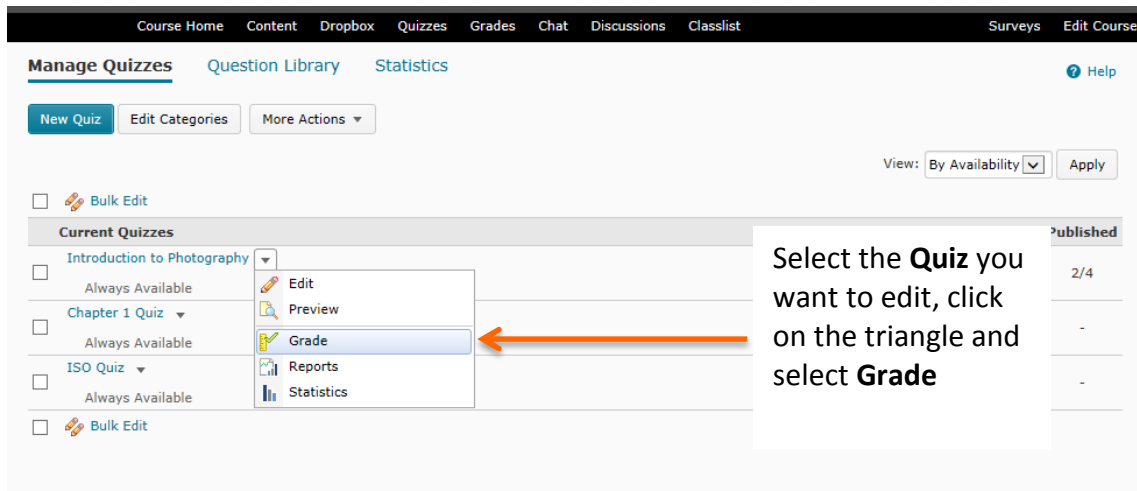 Course Home Content Dropbox Quizzes Grades Chat Discussions Classlist Surveys Edit Course
Manage Quizzes Question Library Statistics
Help
New Quiz Edit Categories More Actions
View: By Availability Apply
Bulk Edit
Current Quizzes Published
Introduction to Photography
Always Available
2/4
Edit
Preview
Grade
Reports
Statistics
Chapter 1 Quiz
Always Available
-
ISO Quiz
Always Available
-
Bulk Edit
Select the Quiz you
want to edit, click
on the triangle and
select Grade